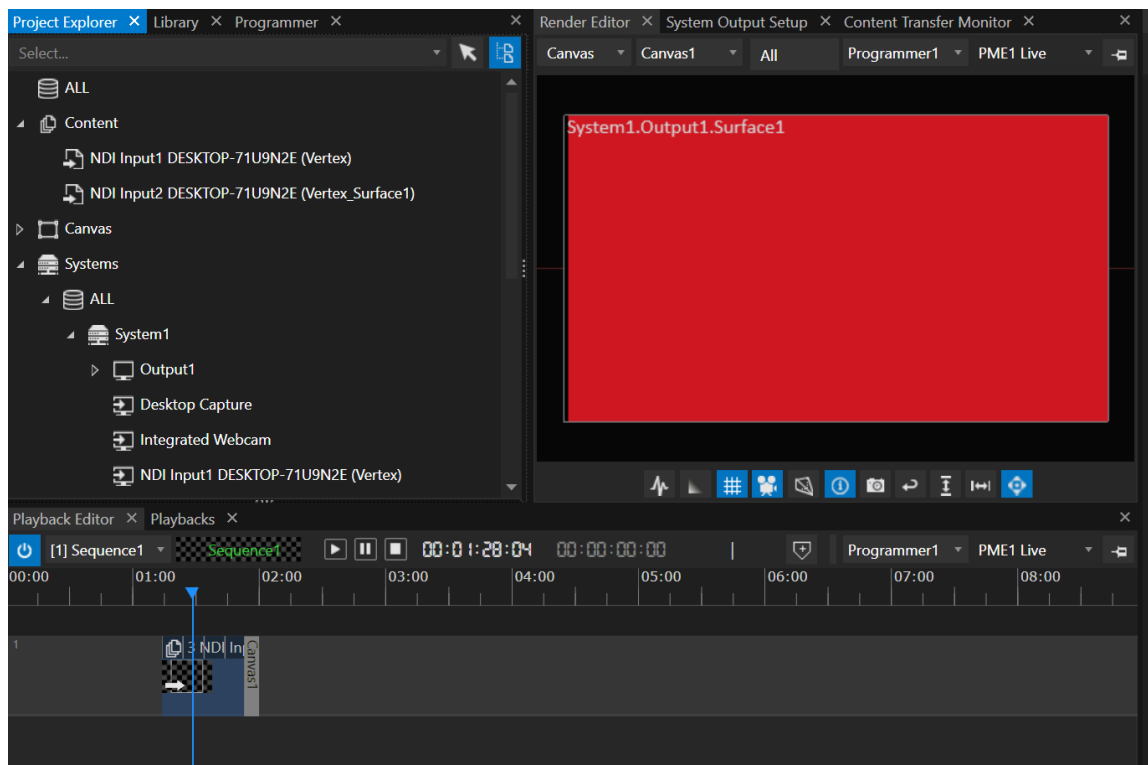 Project Explorer Library Programmer
Select...
ALL
Content
NDI Input1 DESKTOP-71U9N2E (Vertex)
NDI Input2 DESKTOP-71U9N2E (Vertex_Surface1)
Canvas
Systems
ALL
System1
Output1
Desktop Capture
Integrated Webcam
NDI Input1 DESKTOP-71U9N2E (Vertex)
Render Editor System Output Setup Content Transfer Monitor
Canvas Canvas1 All Programmer1 PME1 Live
System1.Output1.Surface1
Playback Editor Playbacks
[1] Sequence1 Sequence1 00:01:28:04 00:00:00:00 Programmer1 PME1 Live
00:00 01:00 02:00 03:00 04:00 05:00 06:00 07:00 08:00
1
3 NDI Inp
Canvas1